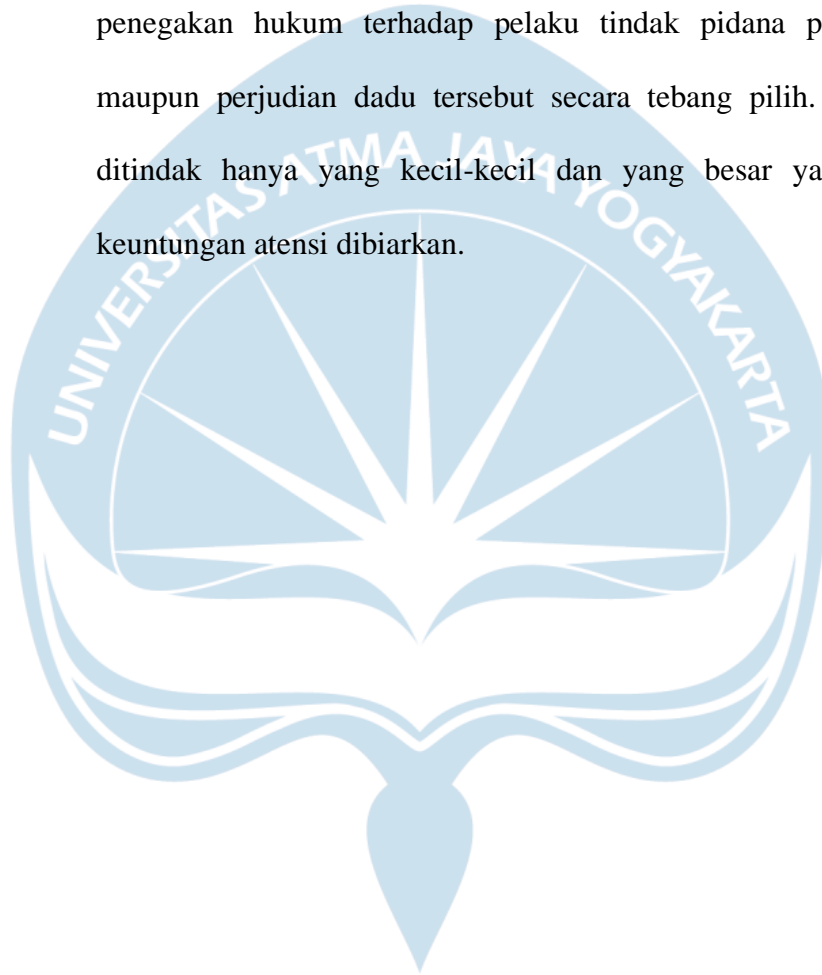 penegakan hukum terhadap pelaku tindak pidana p
maupun perjudian dadu tersebut secara tebang pilih.
ditindak hanya yang kecil-kecil dan yang besar ya
keuntungan atensi dibiarkan.
UNIVERSITAS ATMA JAYA YOGYAKARTA